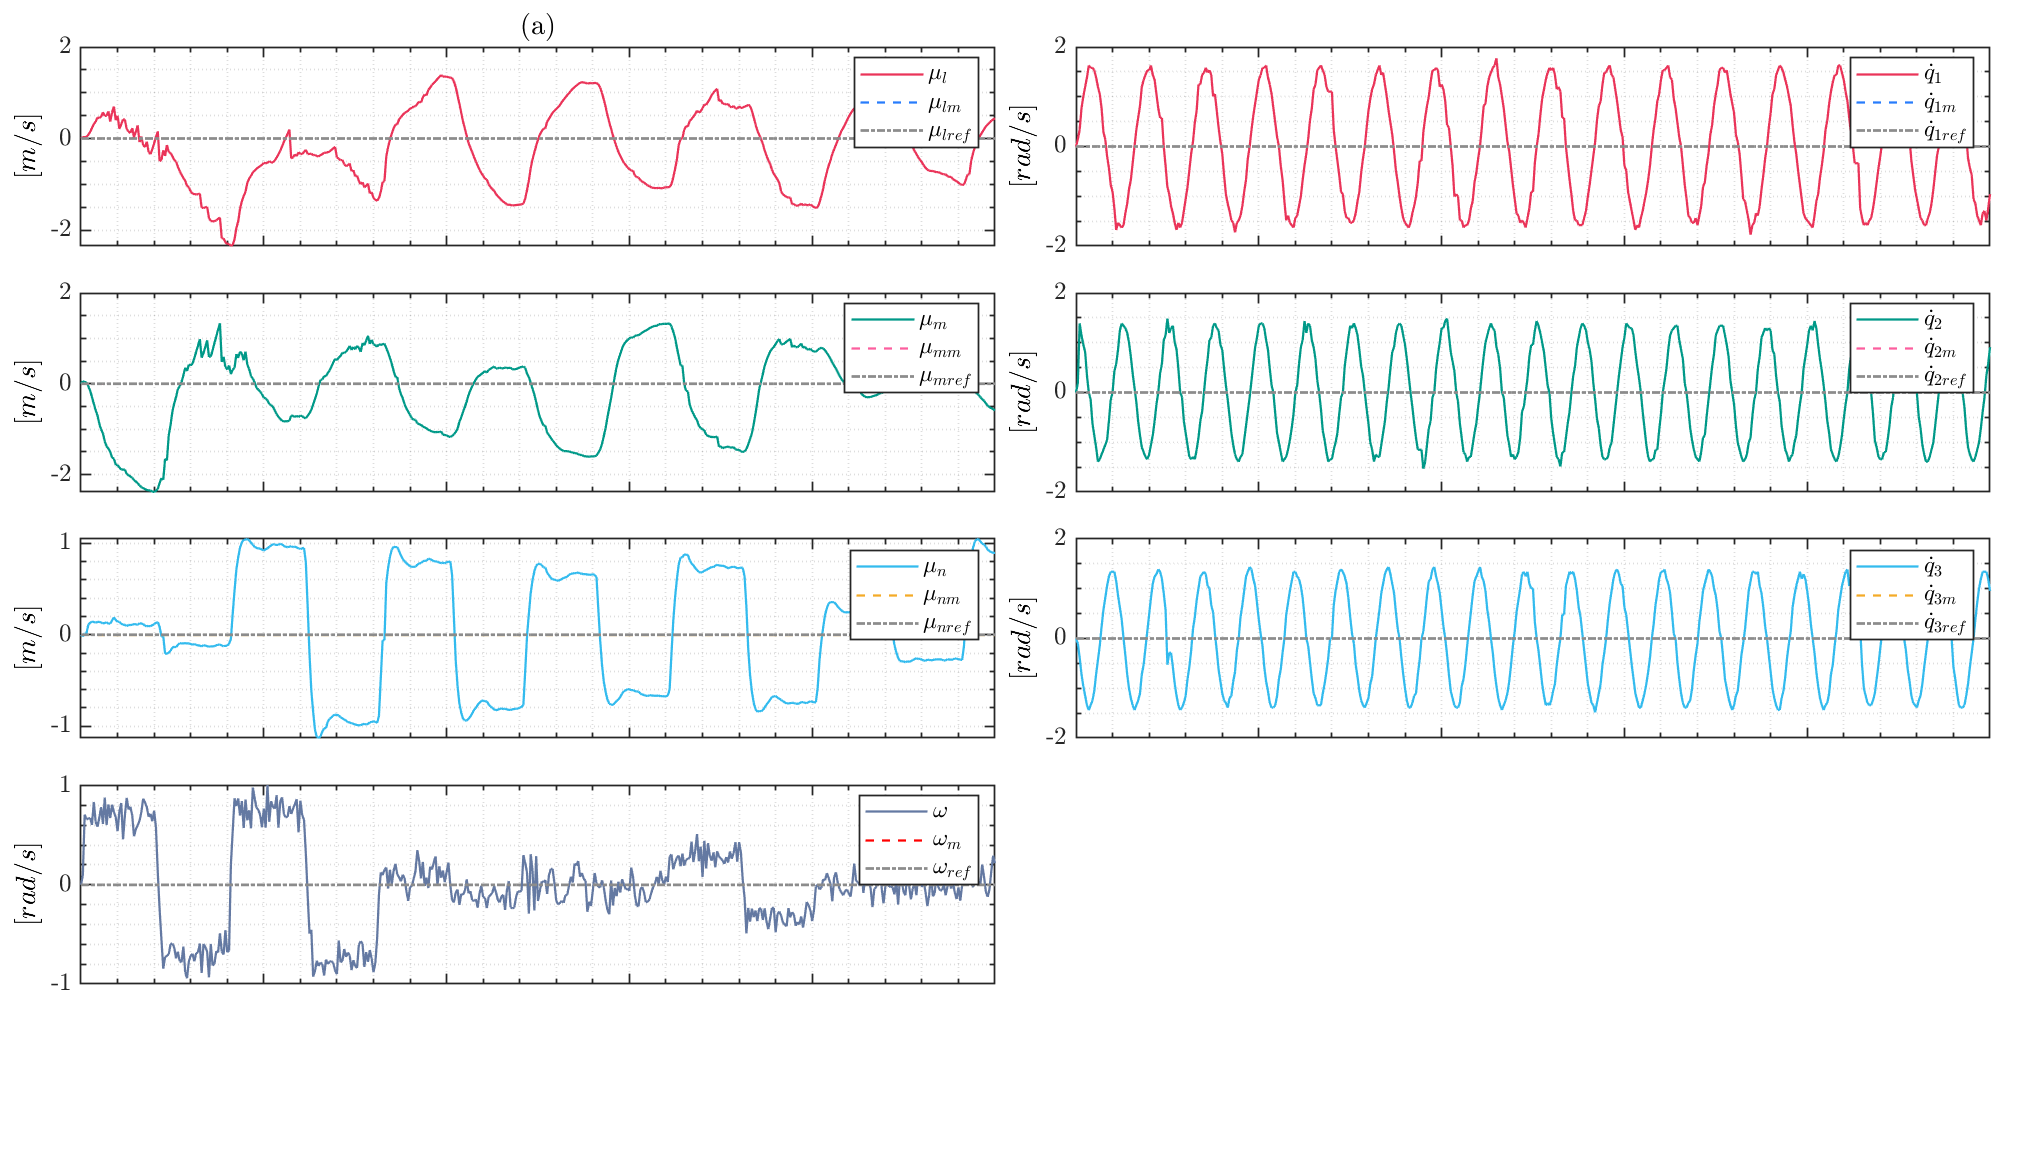 (a)
2
0
-2
[m/s]
μ_l
μ_lm
μ_lref
2
0
-2
[rad/s]
q̇_1
q̇_1m
q̇_1ref
2
0
-2
[m/s]
μ_m
μ_mm
μ_mref
2
0
-2
[rad/s]
q̇_2
q̇_2m
q̇_2ref
1
0
-1
[m/s]
μ_n
μ_nm
μ_nref
2
0
-2
[rad/s]
q̇_3
q̇_3m
q̇_3ref
1
0
-1
[rad/s]
ω
ω_m
ω_ref